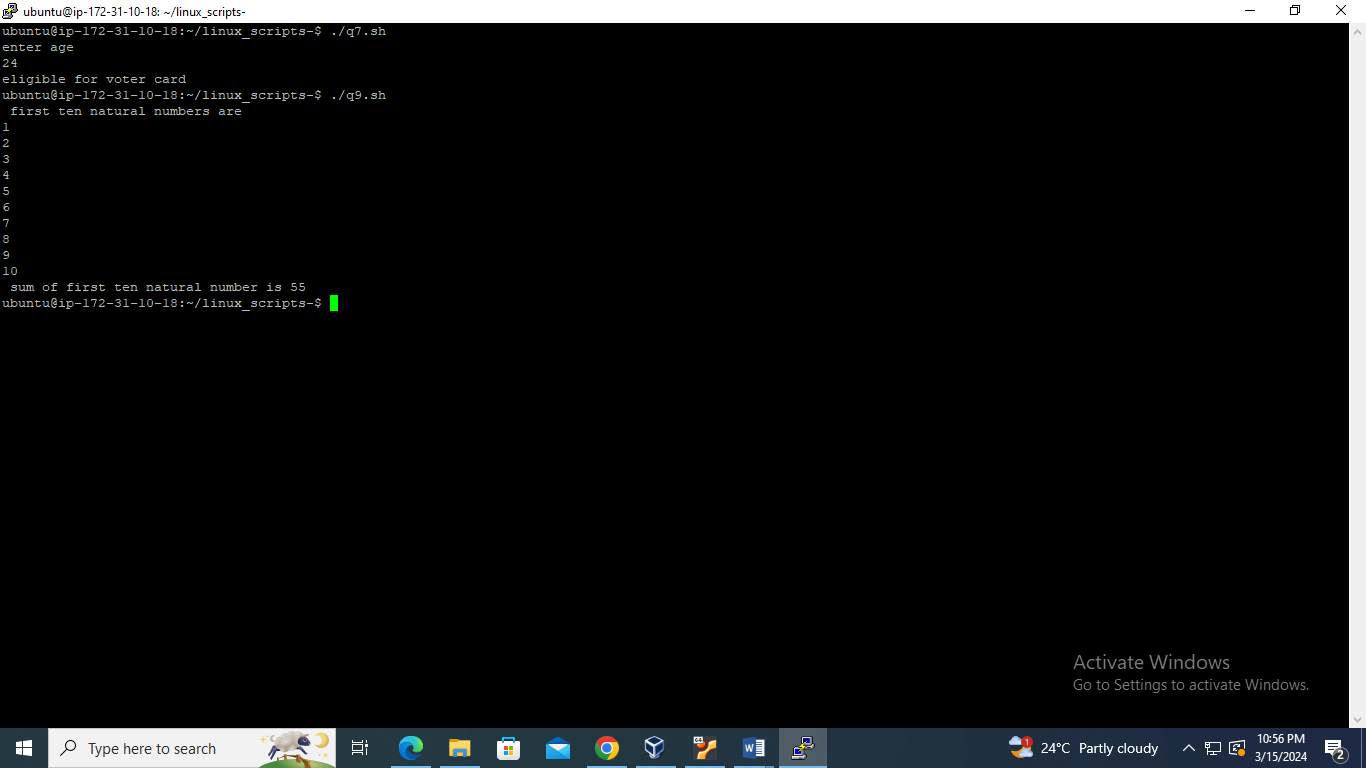 ubuntu@ip-172-31-10-18: ~/linux_scripts-
ubuntu@ip-172-31-10-18:~/linux_scripts-$ ./q7.sh
enter age
24
eligible for voter card
ubuntu@ip-172-31-10-18:~/linux_scripts-$ ./q9.sh
 first ten natural numbers are
1
2
3
4
5
6
7
8
9
10
 sum of first ten natural number is 55
ubuntu@ip-172-31-10-18:~/linux_scripts-$
Activate Windows
Go to Settings to activate Windows.
Type here to search
64
W
1
24°C Partly cloudy
10:56 PM
3/15/2024
2